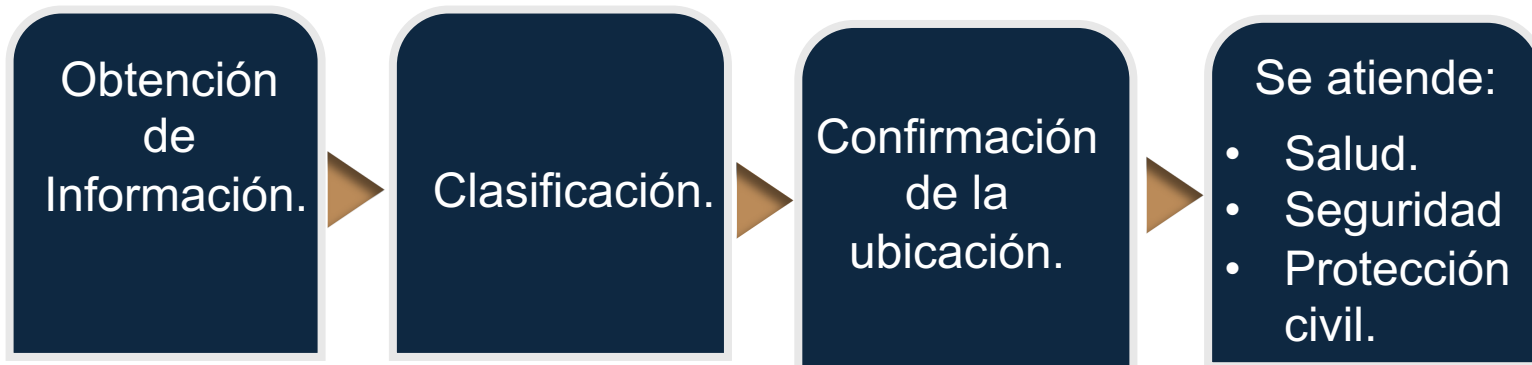 Obtención
de
Información.
Clasificación.
Confirmación
de la
ubicación.
Se atiende:
• Salud.
• Seguridad
• Protección
civil.